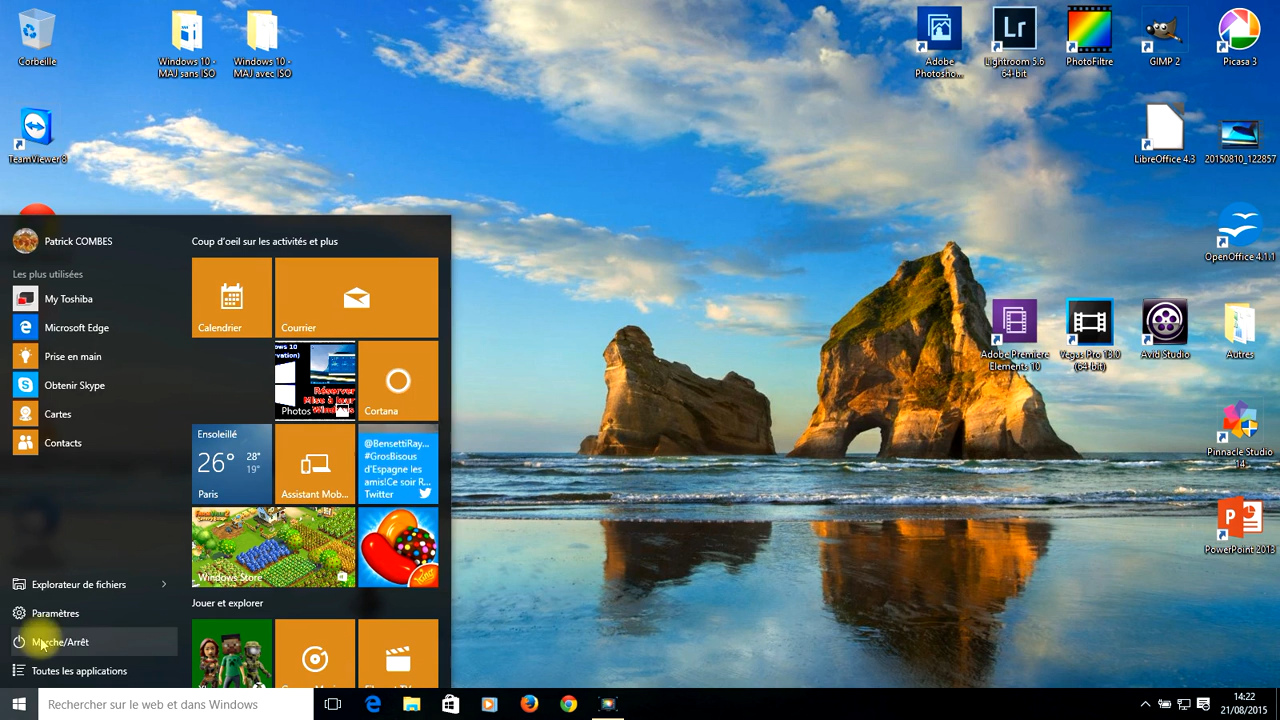 Corbeille
Windows 10 -
MAJ sans ISO
Windows 10 -
MAJ avec ISO
Adobe
Photosho...
Lr
Lightroom 5.6
64-bit
PhotoFiltre
GIMP 2
Picasa 3
TeamViewer 8
LibreOffice 4.3
20150810_122857
OpenOffice 4.1.1
Adobe Premiere
Elements 10
Vegas Pro 13.0
(64-bit)
Avid Studio
Autres
Pinnacle Studio
14
P
PowerPoint 2013
Patrick COMBES
Les plus utilisées
My Toshiba
Microsoft Edge
Prise en main
Obtenir Skype
Cartes
Contacts
Explorateur de fichiers
Paramètres
Marche/Arrêt
Toutes les applications
Coup d'oeil sur les activités et plus
Calendrier
Courrier
Réserver
Mise à jour
Photos
Cortana
Ensoleillé
26° 28°
19°
Paris
Assistant Mob...
@BensettiRay...
#GrosBisous
d'Espagne les
amis!Ce soir R...
Twitter
Windows Store
King
Jouer et explorer
Rechercher sur le web et dans Windows
14:22
21/08/2015